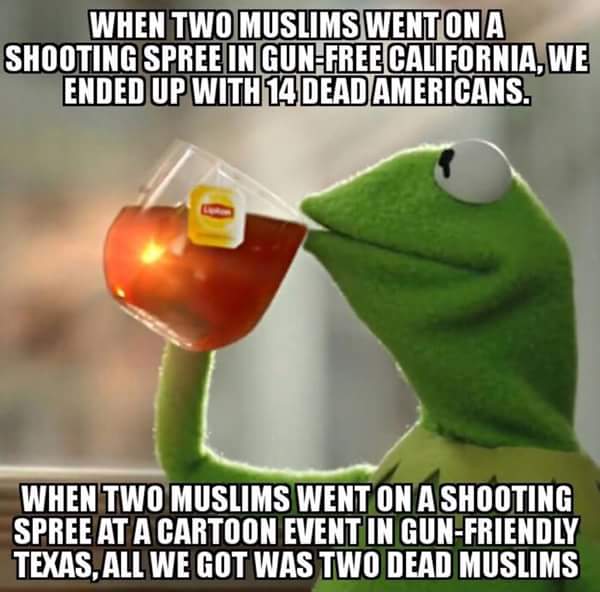 WHEN TWO MUSLIMS WENT ON A
SHOOTING SPREE IN GUN-FREE CALIFORNIA, WE
ENDED UP WITH 14 DEAD AMERICANS.
Lipton
WHEN TWO MUSLIMS WENT ON A SHOOTING
SPREE AT A CARTOON EVENT IN GUN-FRIENDLY
TEXAS, ALL WE GOT WAS TWO DEAD MUSLIMS